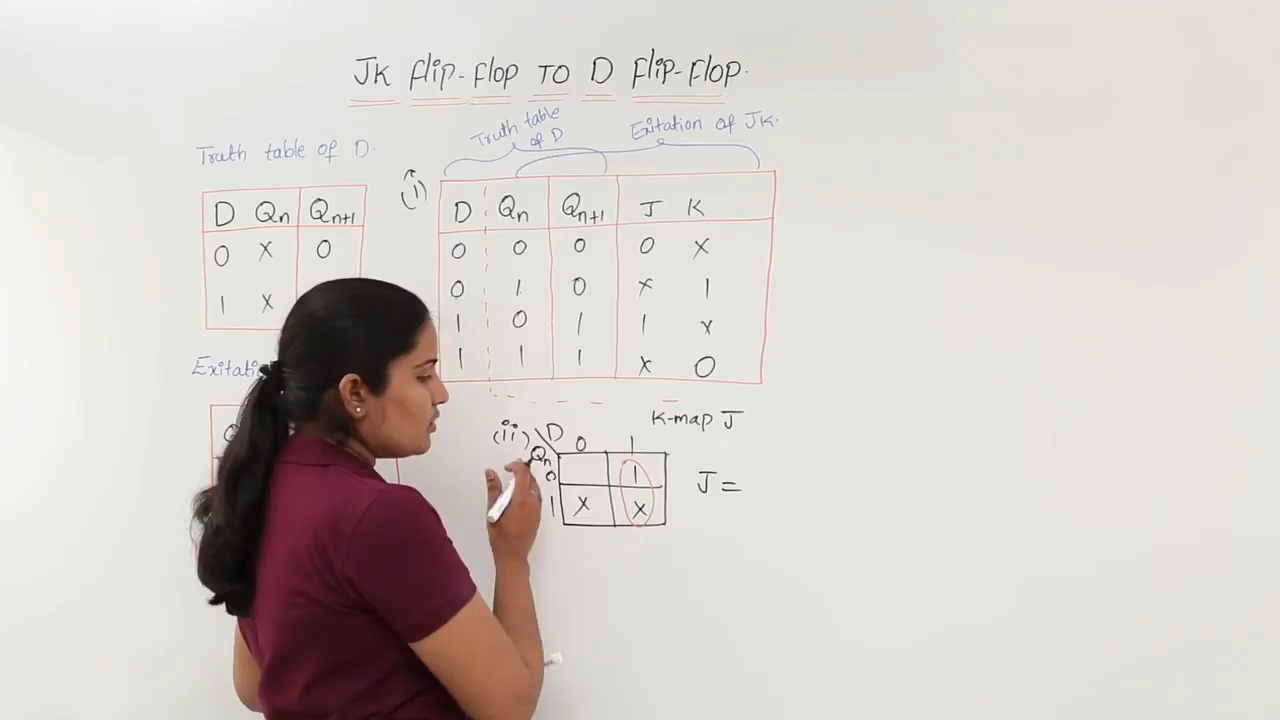 JK flip-flop TO D flip-flop.
Truth table of D.
D Qn Qn+1
0 X 0
1 X
Truth table of D
Exitation of JK.
(i)
D Qn Qn+1 J K
0 0 0 0 X
0 1 0 X 1
1 0 1 1 X
1 1 1 X 0
K-map J
(ii) D 0 1
Qn
0 1
1 X X
J =